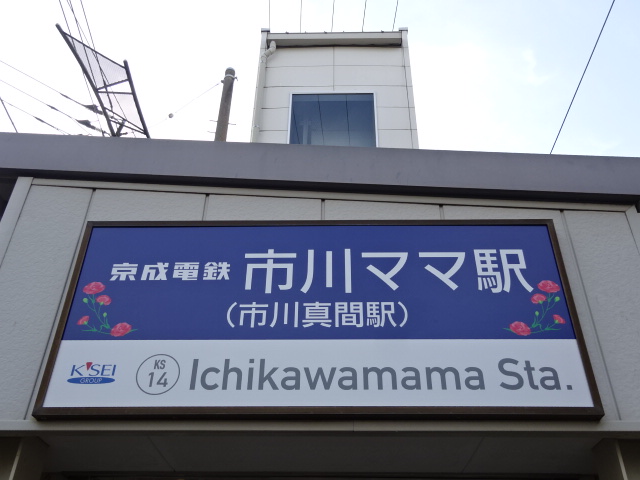 京成電鉄 市川ママ駅
(市川真間駅)
K'SEI GROUP
KS 14 Ichikawamama Sta.